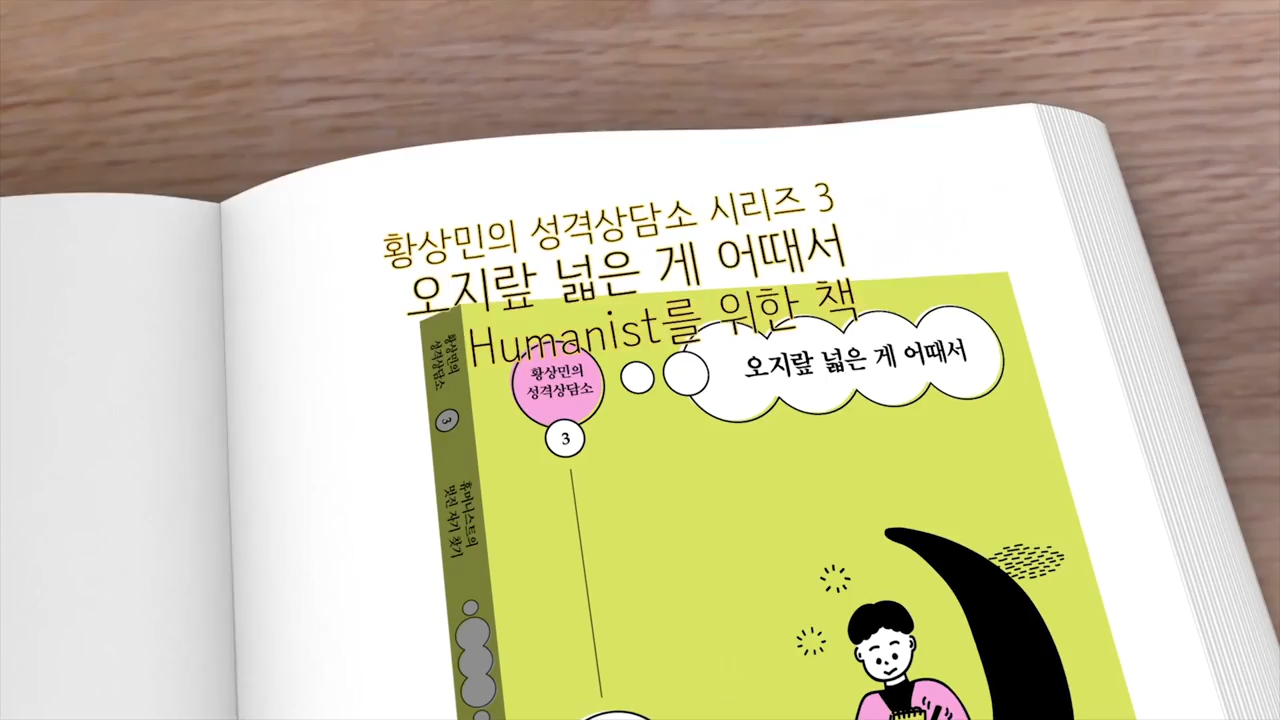 황상민의 성격상담소 시리즈 3
오지랖 넓은 게 어때서
Humanist를 위한 책
황상민의
성격상담소
3
오지랖 넓은 게 어때서
황상민의
성격상담소
3
휴머니스트의
멋진 자기 찾기